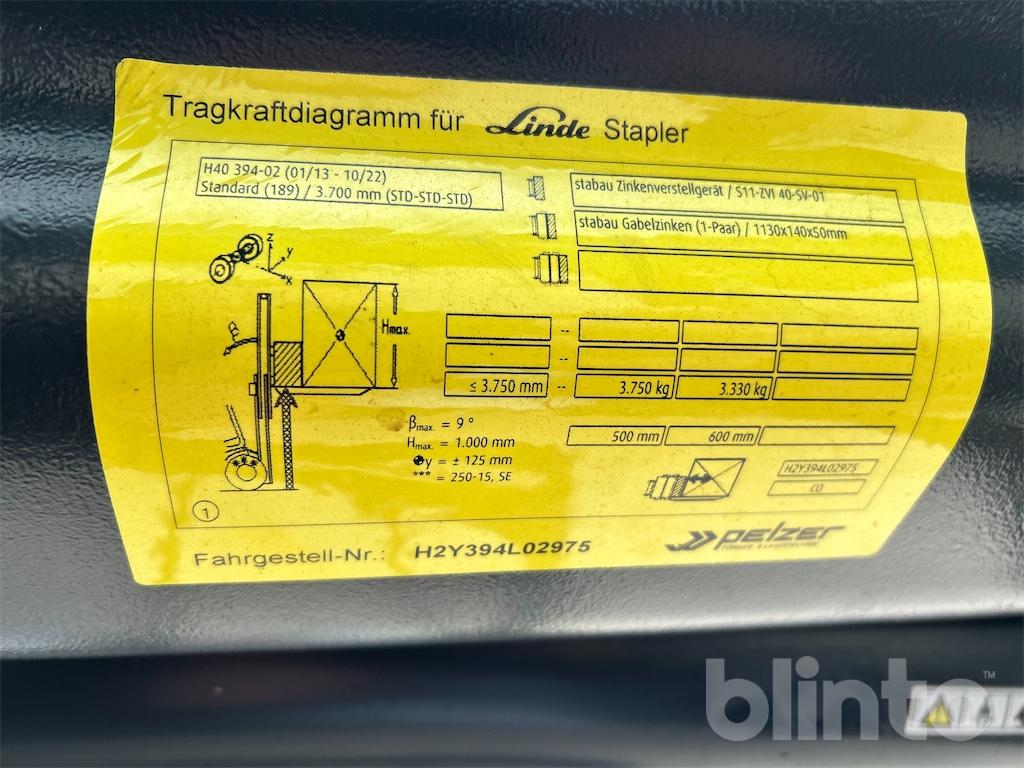 Tragkraftdiagramm für Linde Stapler
H40 394-02 (01/13 - 10/22)
Standard (189) / 3.700 mm (STD-STD-STD)
stabau Zinkenverstellgerät / S11-ZVI 40-SV-01
stabau Gabelzinken (1-Paar) / 1130x140x50mm
z
y
x
β
Hmax.
--
--
≤ 3.750 mm -- 3.750 kg 3.330 kg
500 mm 600 mm
βmax. = 9 °
Hmax. = 1.000 mm
y = ± 125 mm
*** = 250-15, SE
***
H2Y394L02975
CO
1
Fahrgestell-Nr.: H2Y394L02975
pelzer
blinto™